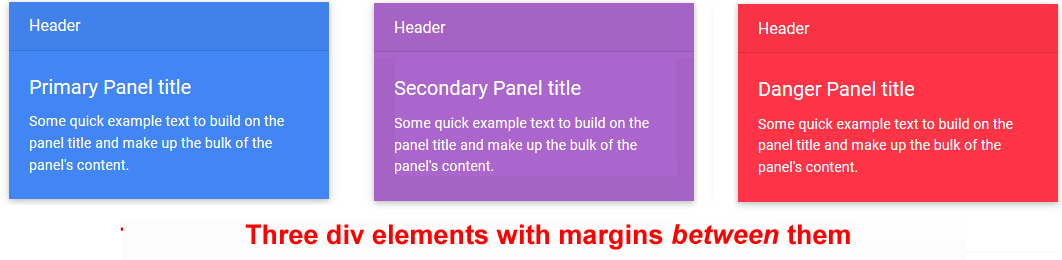 Header
Primary Panel title
Some quick example text to build on the
panel title and make up the bulk of the
panel's content.
Header
Secondary Panel title
Some quick example text to build on the
panel title and make up the bulk of the
panel's content.
Header
Danger Panel title
Some quick example text to build on the
panel title and make up the bulk of the
panel's content.
Three div elements with margins between them